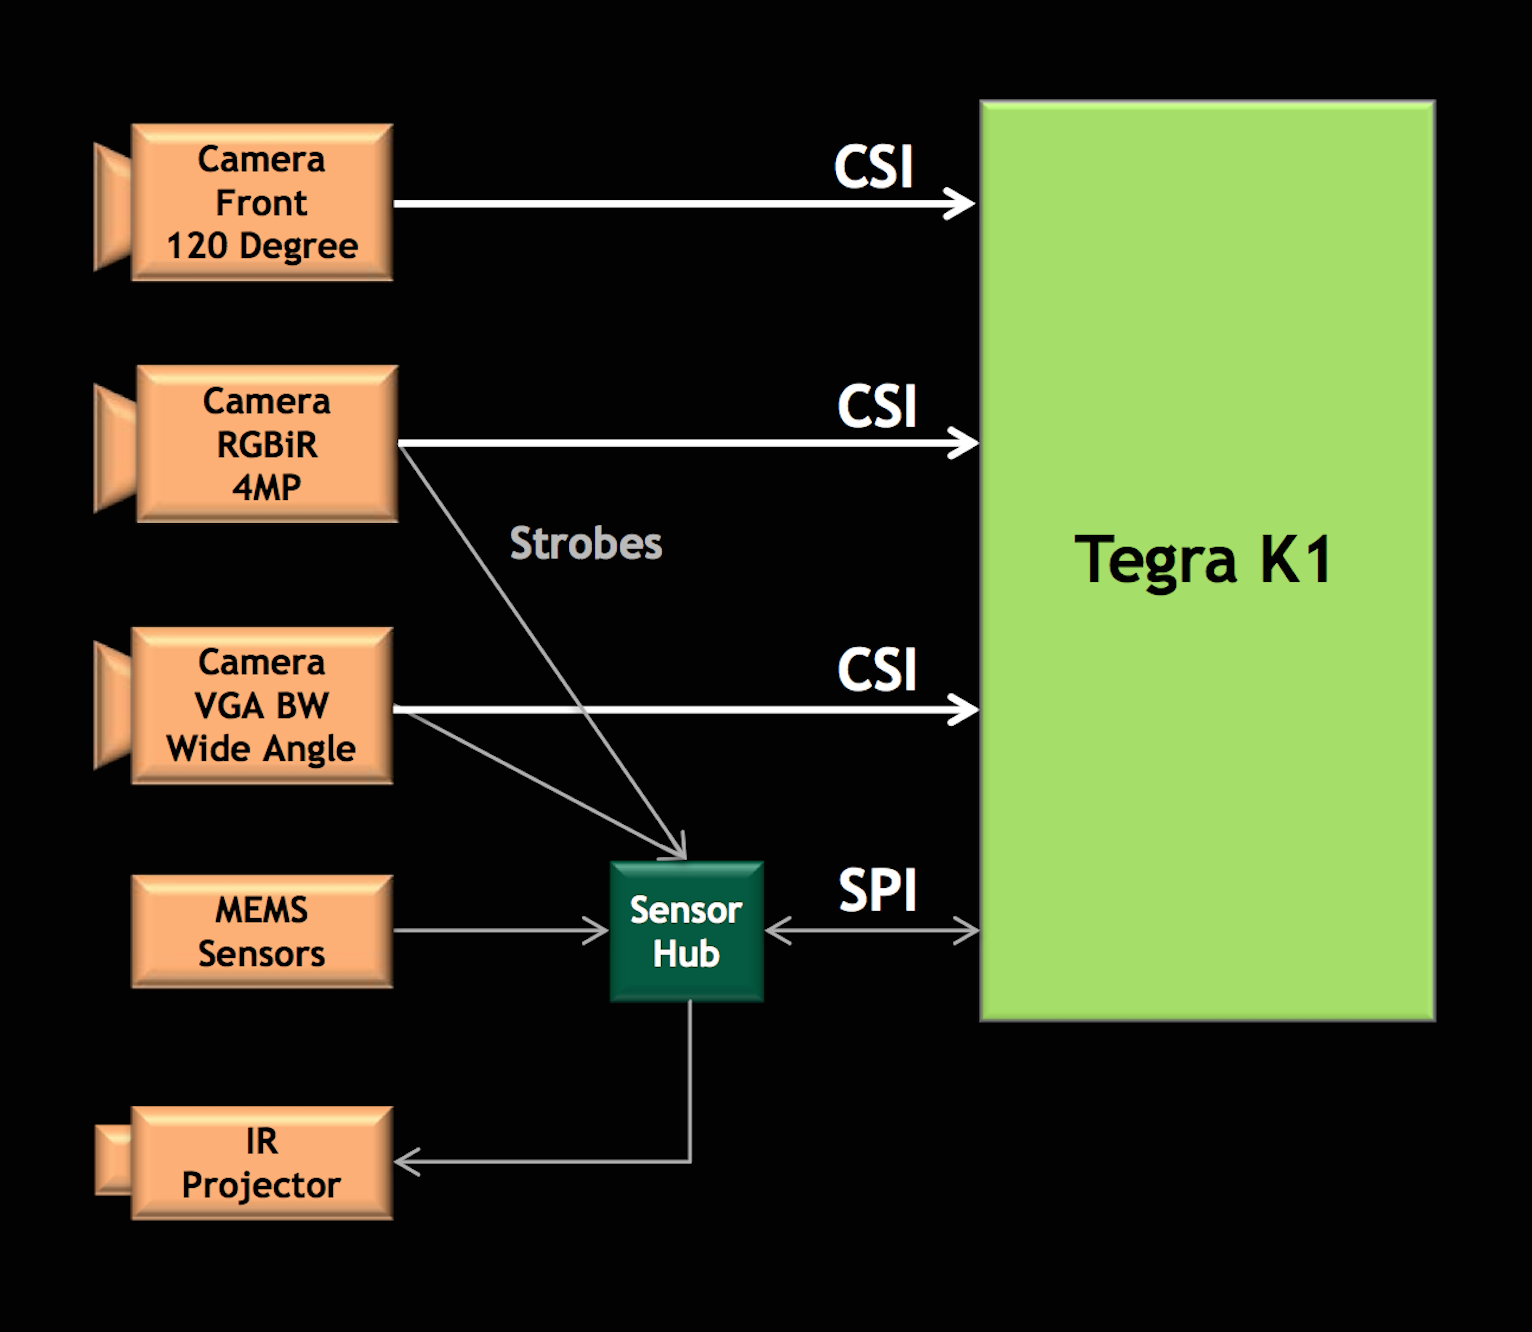 Camera
Front
120 Degree
CSI
Camera
RGBiR
4MP
CSI
Strobes
Tegra K1
Camera
VGA BW
Wide Angle
CSI
MEMS
Sensors
Sensor
Hub
SPI
IR
Projector